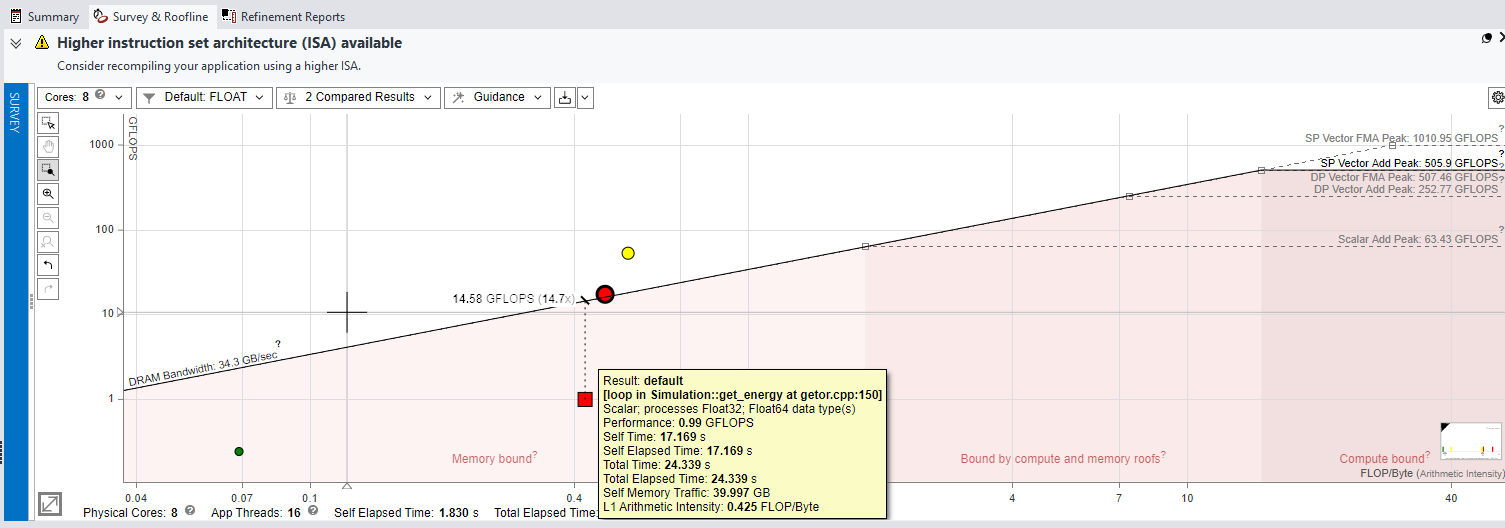 Summary
Survey & Roofline
Refinement Reports
Higher instruction set architecture (ISA) available
Consider recompiling your application using a higher ISA.
SURVEY
Cores: 8 ?
Default: FLOAT
2 Compared Results
Guidance
GFLOPS
1000
100
10
1
?
SP Vector FMA Peak: 1010.95 GFLOPS
?
SP Vector Add Peak: 505.9 GFLOPS
?
DP Vector FMA Peak: 507.46 GFLOPS
?
DP Vector Add Peak: 252.77 GFLOPS
?
Scalar Add Peak: 63.43 GFLOPS
14.58 GFLOPS (14.7x)
DRAM Bandwidth: 34.3 GB/sec
?
Result: default
[loop in Simulation::get_energy at getor.cpp:150]
Scalar; processes Float32; Float64 data type(s)
Performance: 0.99 GFLOPS
Self Time: 17.169 s
Self Elapsed Time: 17.169 s
Total Time: 24.339 s
Total Elapsed Time: 24.339 s
Self Memory Traffic: 39.997 GB
L1 Arithmetic Intensity: 0.425 FLOP/Byte
Memory bound?
Bound by compute and memory roofs?
Compute bound?
FLOP/Byte (Arithmetic Intensity)
0.04
0.07
0.1
0.4
4
7
10
40
Physical Cores: 8 ? App Threads: 16 ? Self Elapsed Time: 1.830 s Total Elapsed Time: